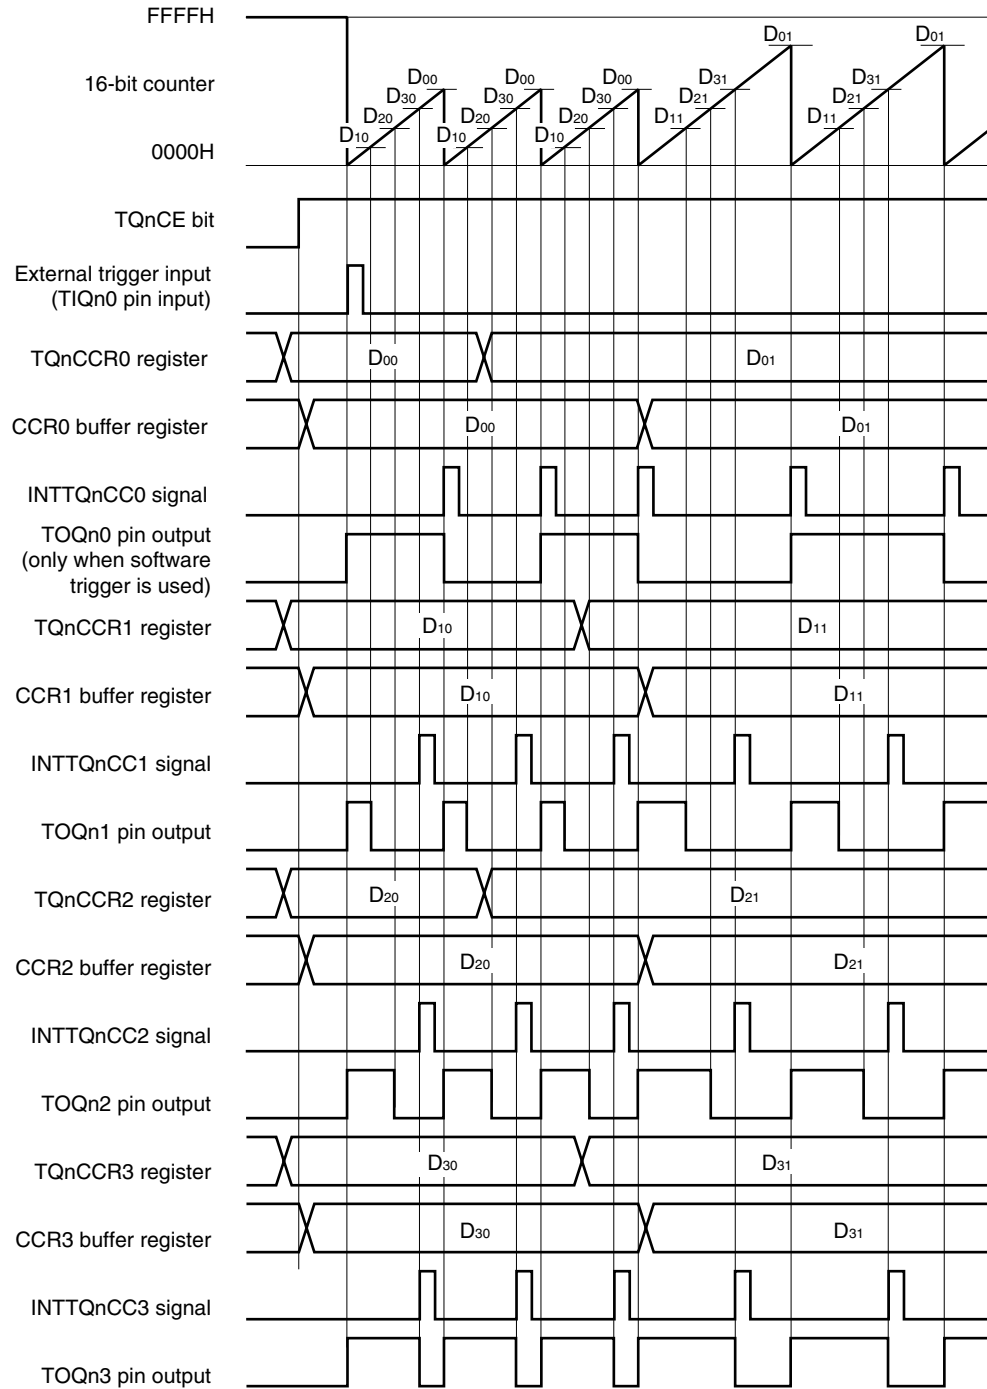 FFFFH
D01 D01
16-bit counter
D00 D00 D00 D31 D31
D30 D30 D30 D21 D21
D20 D20 D20 D11 D11
D10 D10 D10
0000H
TQnCE bit
External trigger input
(TIQn0 pin input)
TQnCCR0 register D00 D01
CCR0 buffer register D00 D01
INTTQnCC0 signal
TOQn0 pin output
(only when software
trigger is used)
TQnCCR1 register D10 D11
CCR1 buffer register D10 D11
INTTQnCC1 signal
TOQn1 pin output
TQnCCR2 register D20 D21
CCR2 buffer register D20 D21
INTTQnCC2 signal
TOQn2 pin output
TQnCCR3 register D30 D31
CCR3 buffer register D30 D31
INTTQnCC3 signal
TOQn3 pin output